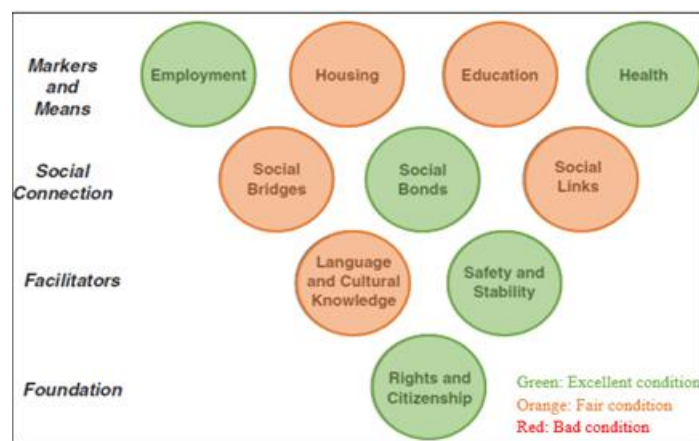 Markers
and
Means
Employment
Housing
Education
Health
Social
Connection
Social
Bridges
Social
Bonds
Social
Links
Facilitators
Language
and Cultural
Knowledge
Safety and
Stability
Foundation
Rights and
Citizenship
Green: Excellent condition
Orange: Fair condition
Red: Bad condition